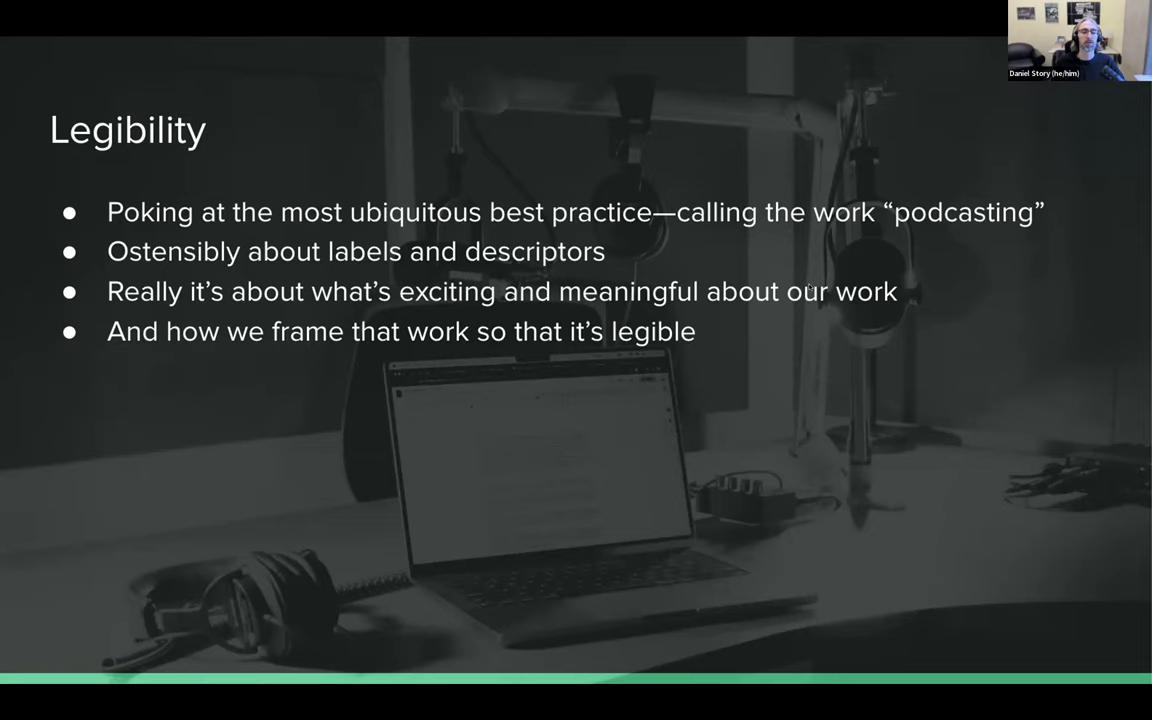 Daniel Story (he/him)
Legibility
● Poking at the most ubiquitous best practice—calling the work “podcasting”
● Ostensibly about labels and descriptors
● Really it’s about what’s exciting and meaningful about our work
● And how we frame that work so that it’s legible